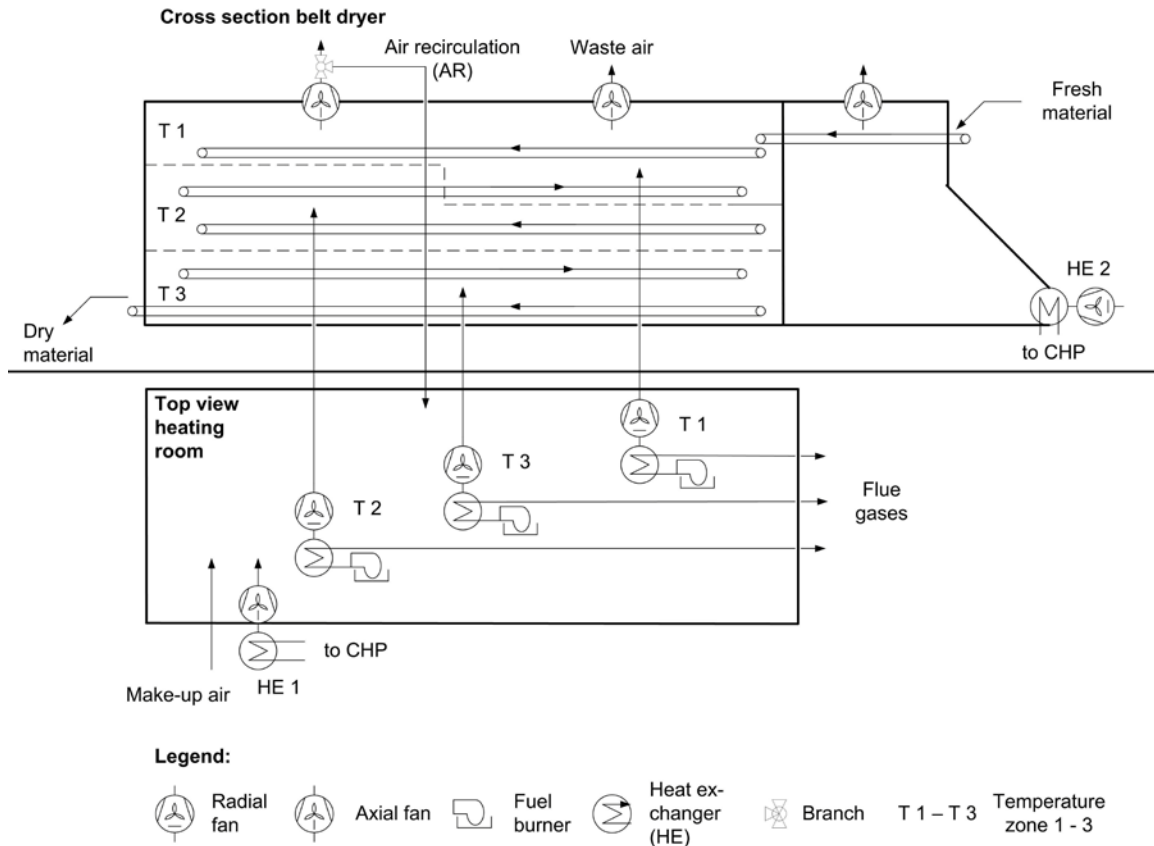 Cross section belt dryer
Air recirculation
(AR)
Waste air
Fresh
material
T 1
T 2
T 3
HE 2
Dry
material
to CHP
Top view
heating
room
T 1
T 3
T 2
Flue
gases
to CHP
Make-up air
HE 1
Legend:
Radial
fan
Axial fan
Fuel
burner
Heat ex-
changer
(HE)
Branch
T 1 – T 3
Temperature
zone 1 - 3